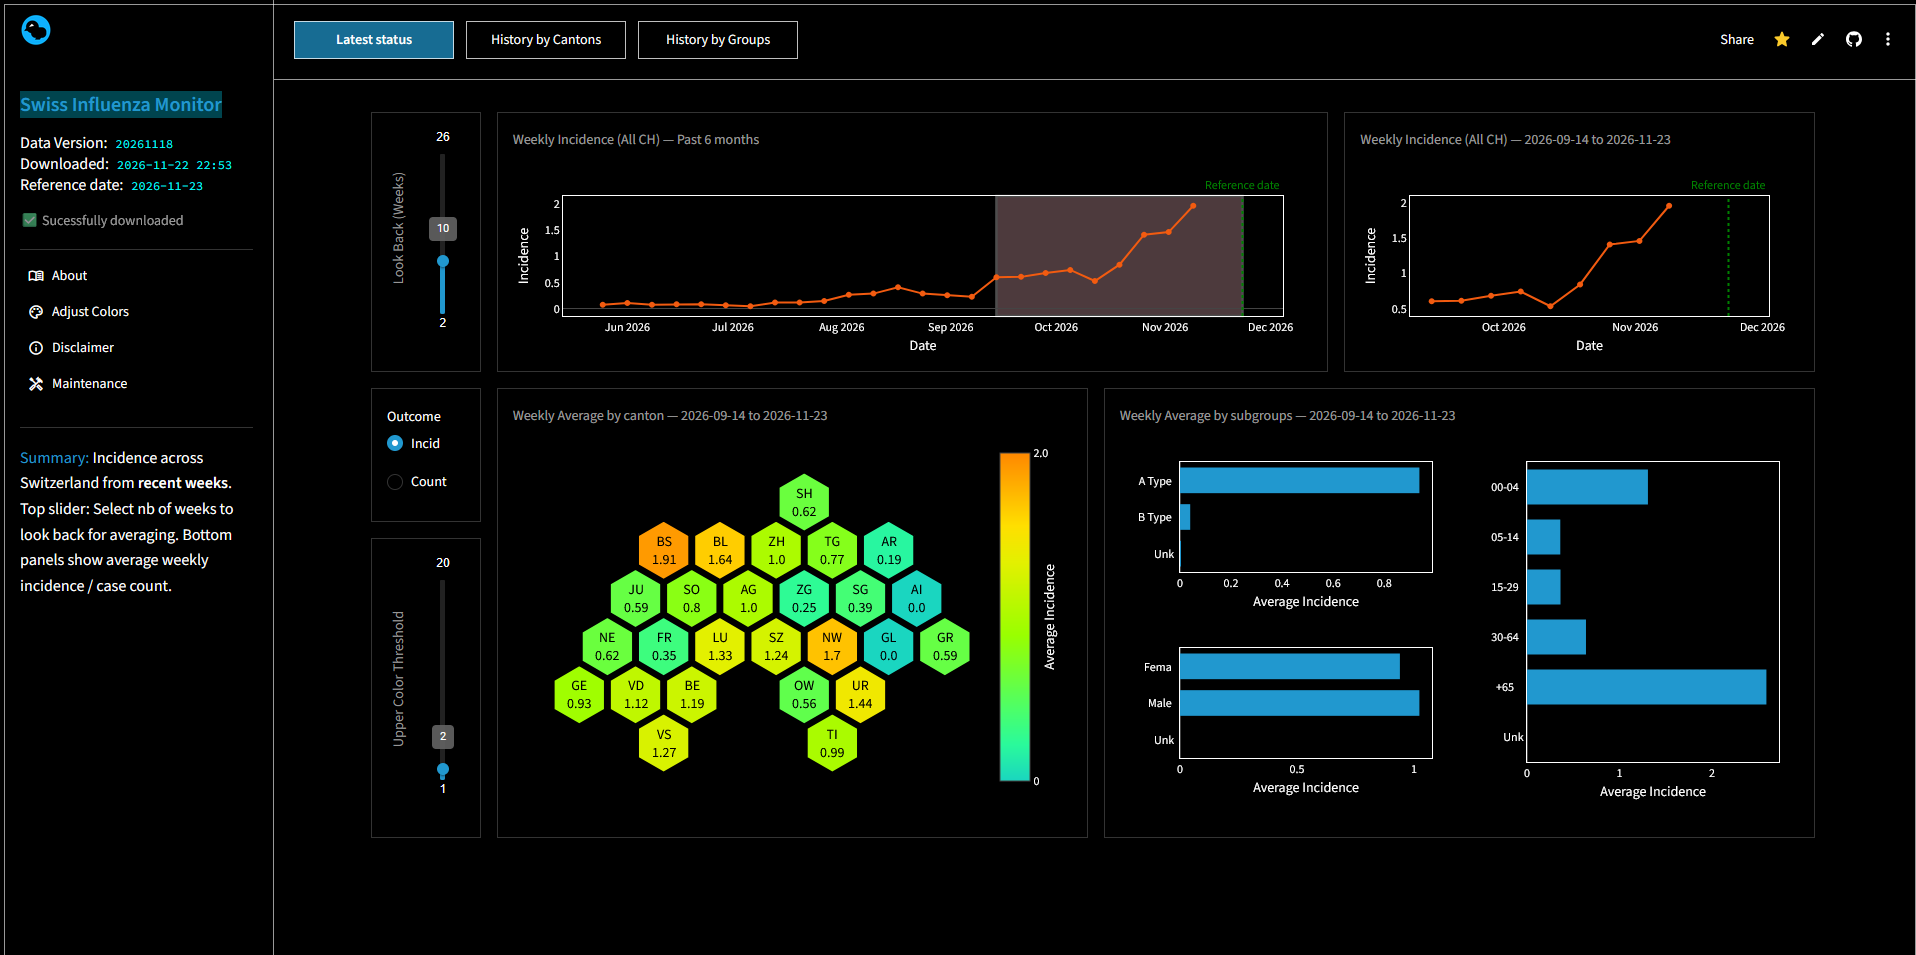 Latest status
History by Cantons
History by Groups
Share
Swiss Influenza Monitor
Data Version: 20261118
Downloaded: 2026-11-22 22:53
Reference date: 2026-11-23
Sucessfully downloaded
About
Adjust Colors
Disclaimer
Maintenance
Summary: Incidence across
Switzerland from recent weeks.
Top slider: Select nb of weeks to
look back for averaging. Bottom
panels show average weekly
incidence / case count.
26
Look Back (Weeks)
10
2
Weekly Incidence (All CH) — Past 6 months
Reference date
Incidence
2
1.5
1
0.5
0
Jun 2026 Jul 2026 Aug 2026 Sep 2026 Oct 2026 Nov 2026 Dec 2026
Date
Weekly Incidence (All CH) — 2026-09-14 to 2026-11-23
Reference date
Incidence
2
1.5
1
0.5
Oct 2026 Nov 2026 Dec 2026
Date
Outcome
Incid
Count
20
Upper Color Threshold
2
1
Weekly Average by canton — 2026-09-14 to 2026-11-23
SH
0.62
BS BL ZH TG AR
1.91 1.64 1.0 0.77 0.19
JU SO AG ZG SG AI
0.59 0.8 1.0 0.25 0.39 0.0
NE FR LU SZ NW GL GR
0.62 0.35 1.33 1.24 1.7 0.0 0.59
GE VD BE OW UR
0.93 1.12 1.19 0.56 1.44
VS TI
1.27 0.99
2.0
Average Incidence
0
Weekly Average by subgroups — 2026-09-14 to 2026-11-23
A Type
B Type
Unk
0 0.2 0.4 0.6 0.8
Average Incidence
Fema
Male
Unk
0 0.5 1
Average Incidence
00-04
05-14
15-29
30-64
+65
Unk
0 1 2
Average Incidence